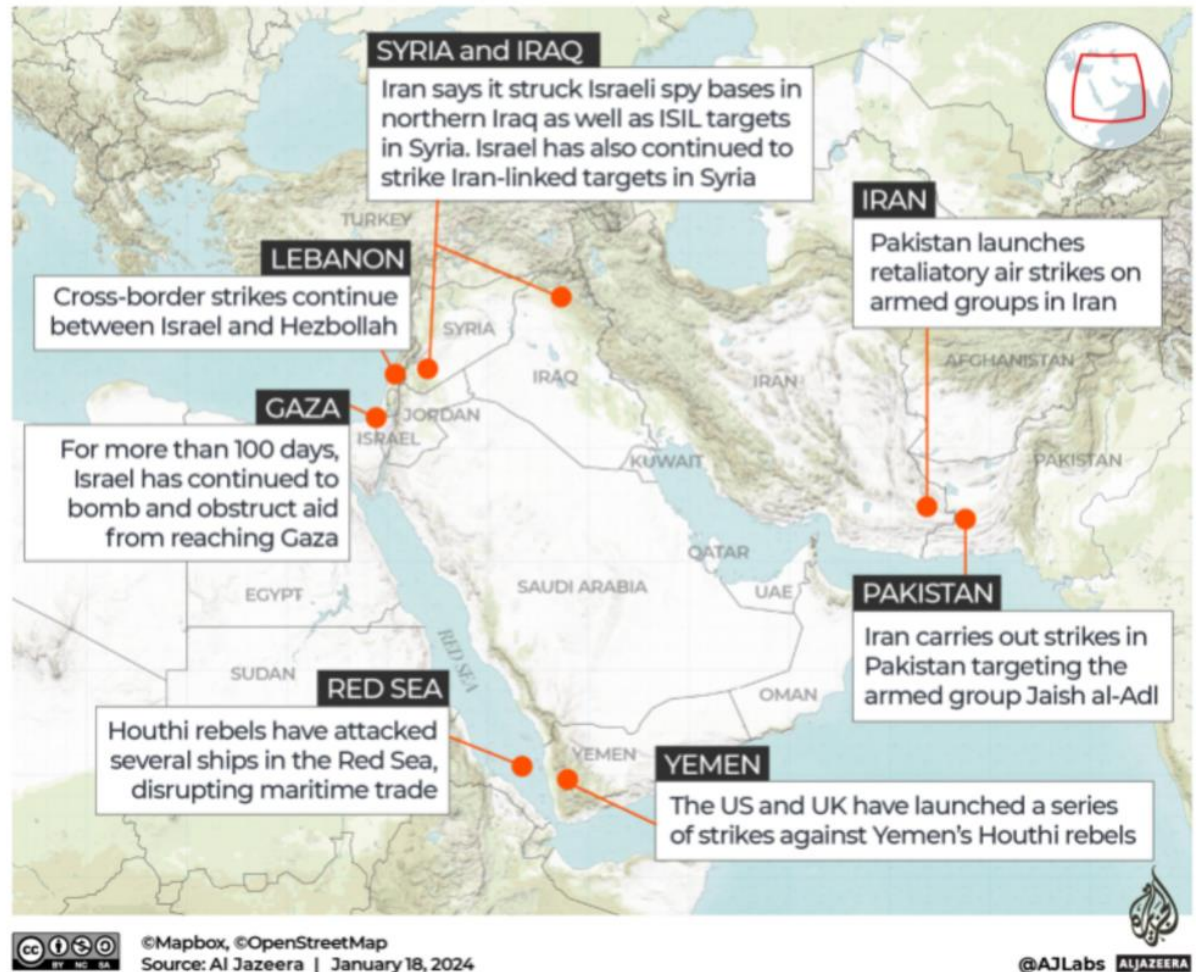 SYRIA and IRAQ
Iran says it struck Israeli spy bases in
northern Iraq as well as ISIL targets
in Syria. Israel has also continued to
strike Iran-linked targets in Syria
IRAN
Pakistan launches
retaliatory air strikes on
armed groups in Iran
TURKEY
LEBANON
Cross-border strikes continue
between Israel and Hezbollah
SYRIA
IRAQ
IRAN
AFGHANISTAN
GAZA
For more than 100 days,
Israel has continued to
bomb and obstruct aid
from reaching Gaza
JORDAN
ISRAEL
KUWAIT
PAKISTAN
QATAR
SAUDI ARABIA
UAE
EGYPT
PAKISTAN
Iran carries out strikes in
Pakistan targeting the
armed group Jaish al-Adl
SUDAN
RED SEA
OMAN
RED SEA
Houthi rebels have attacked
several ships in the Red Sea,
disrupting maritime trade
YEMEN
YEMEN
The US and UK have launched a series
of strikes against Yemen's Houthi rebels
cc BY NC SA
©Mapbox, ©OpenStreetMap
Source: Al Jazeera | January 18, 2024
@AJLabs ALJAZEERA